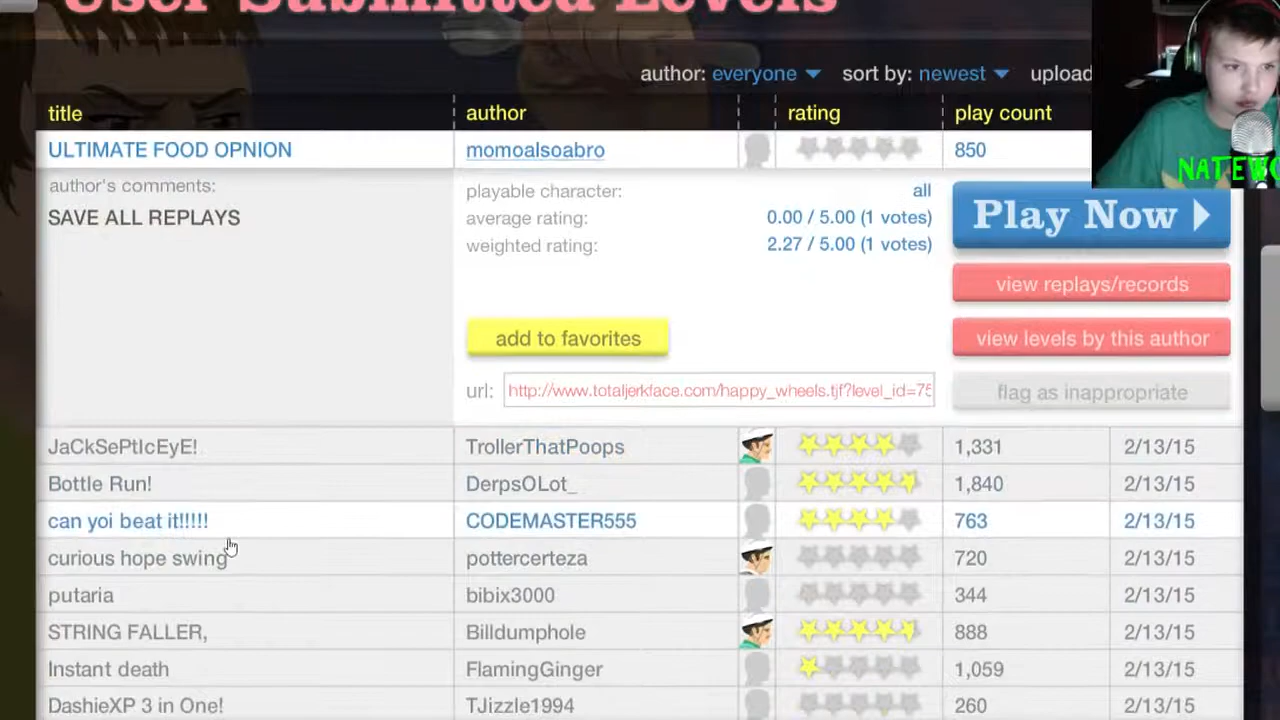 User Submitted Levels
author: everyone sort by: newest upload
title author rating play count
ULTIMATE FOOD OPNION momoalsoabro 850
author's comments:
SAVE ALL REPLAYS
playable character: all
average rating: 0.00 / 5.00 (1 votes)
weighted rating: 2.27 / 5.00 (1 votes)
Play Now
view replays/records
add to favorites
view levels by this author
url: http://www.totaljerkface.com/happy_wheels.tjf?level_id=75
flag as inappropriate
NATEWO
JaCkSePtIcEyE! TrollerThatPoops 1,331 2/13/15
Bottle Run! DerpsOLot_ 1,840 2/13/15
can yoi beat it!!!!! CODEMASTER555 763 2/13/15
curious hope swing pottercerteza 720 2/13/15
putaria bibix3000 344 2/13/15
STRING FALLER, Billdumphole 888 2/13/15
Instant death FlamingGinger 1,059 2/13/15
DashieXP 3 in One! TJizzle1994 260 2/13/15